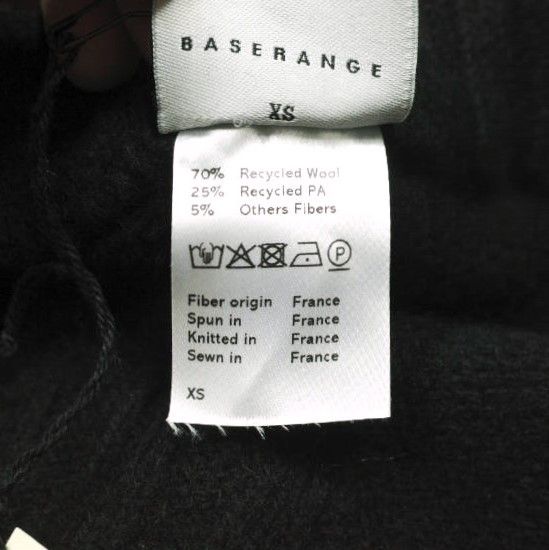 BASERANGE
XS
70% Recycled Wool
25% Recycled PA
5% Others Fibers
P
Fiber origin France
Spun in France
Knitted in France
Sewn in France
XS